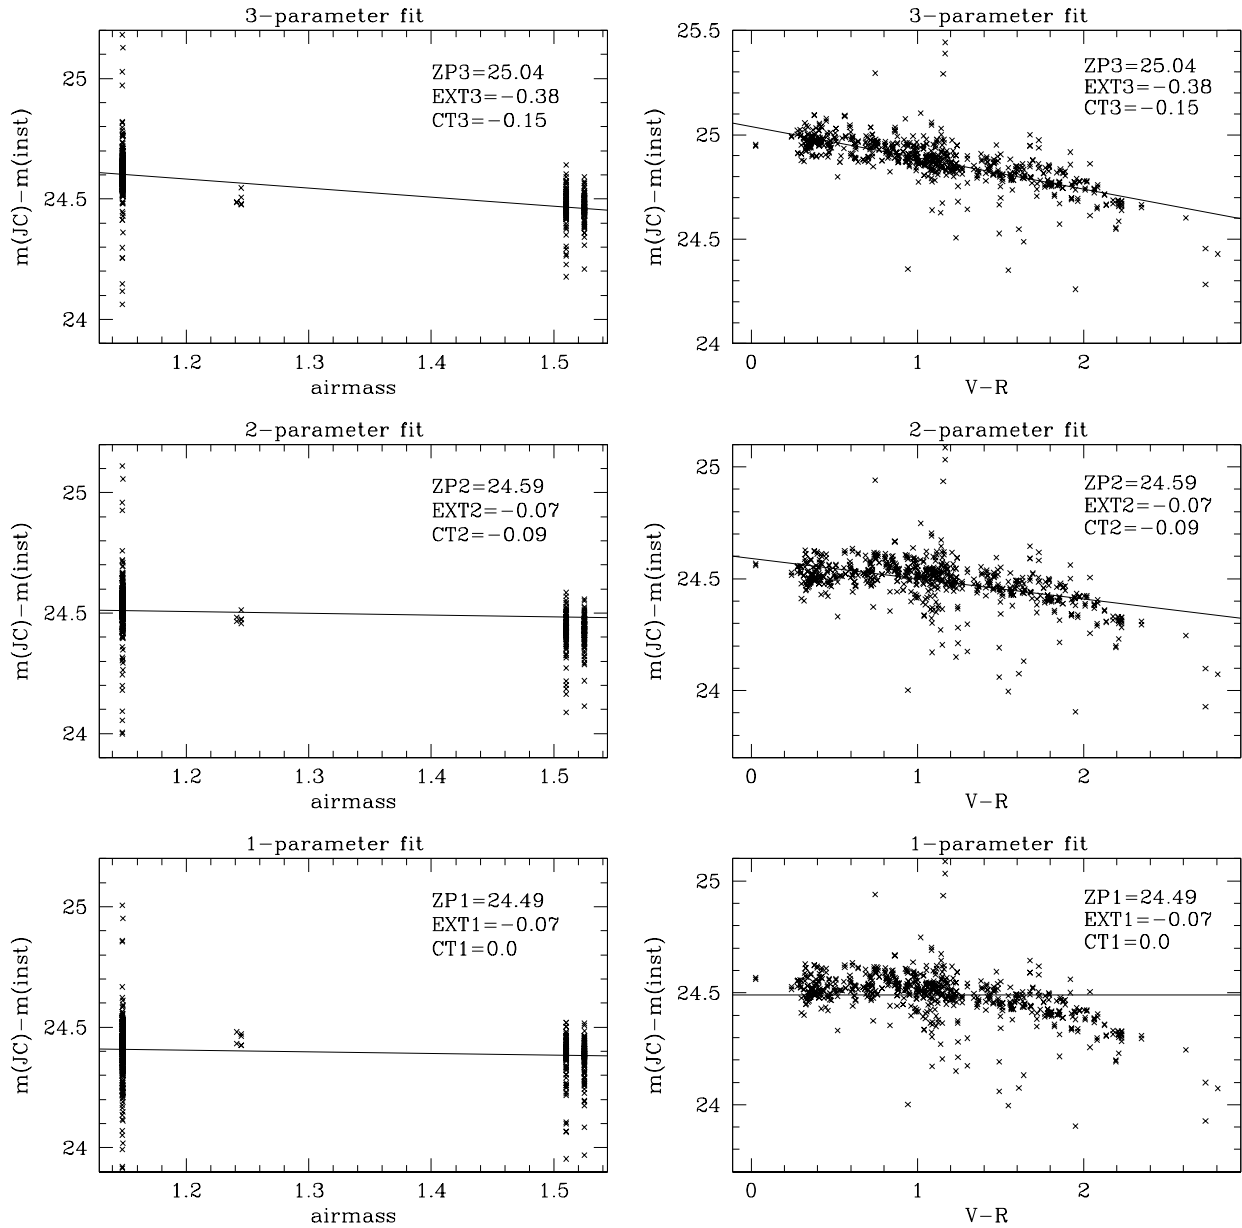 3-parameter fit
25
24.5
24
m(JC)-m(inst)
ZP3=25.04
EXT3=-0.38
CT3=-0.15
1.2 1.3 1.4 1.5
airmass
3-parameter fit
25.5
25
24.5
24
m(JC)-m(inst)
ZP3=25.04
EXT3=-0.38
CT3=-0.15
0 1 2
V-R
2-parameter fit
25
24.5
24
m(JC)-m(inst)
ZP2=24.59
EXT2=-0.07
CT2=-0.09
1.2 1.3 1.4 1.5
airmass
2-parameter fit
25
24.5
24
m(JC)-m(inst)
ZP2=24.59
EXT2=-0.07
CT2=-0.09
0 1 2
V-R
1-parameter fit
25
24.5
24
m(JC)-m(inst)
ZP1=24.49
EXT1=-0.07
CT1=0.0
1.2 1.3 1.4 1.5
airmass
1-parameter fit
25
24.5
24
m(JC)-m(inst)
ZP1=24.49
EXT1=-0.07
CT1=0.0
0 1 2
V-R